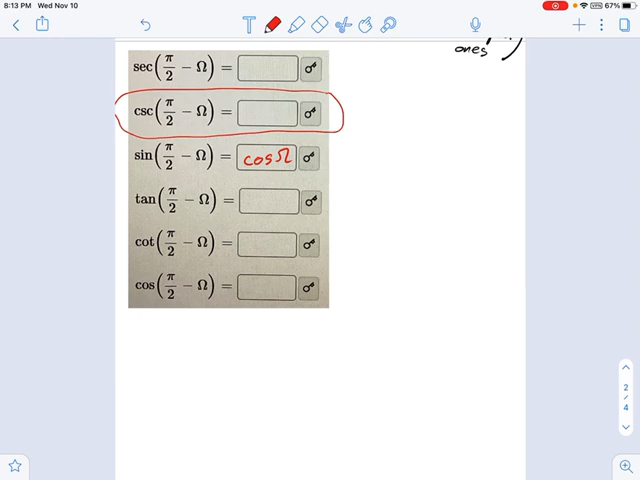 8:13 PM Wed Nov 10
VPN 67%
T
ones
sec(π/2 − Ω) =
csc(π/2 − Ω) =
sin(π/2 − Ω) = cos Ω
tan(π/2 − Ω) =
cot(π/2 − Ω) =
cos(π/2 − Ω) =
2
/
4